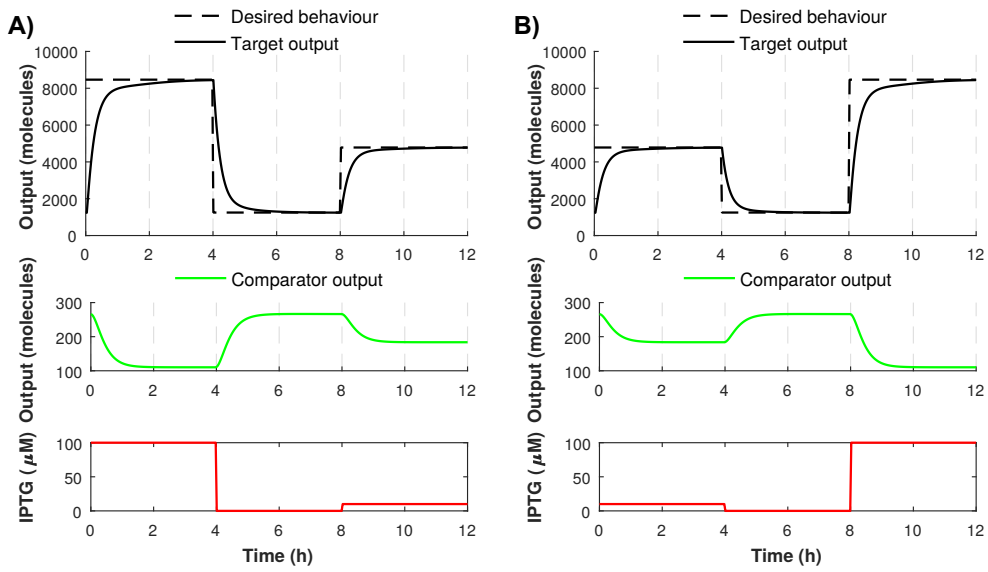 A)
Desired behaviour
Target output
Output (molecules)
10000
8000
6000
4000
2000
0
0 2 4 6 8 10 12
Comparator output
Output (molecules)
300
200
100
0 2 4 6 8 10 12
IPTG ( μM)
100
50
0
0 2 4 6 8 10 12
Time (h)
B)
Desired behaviour
Target output
Output (molecules)
10000
8000
6000
4000
2000
0
0 2 4 6 8 10 12
Comparator output
Output (molecules)
300
200
100
0 2 4 6 8 10 12
IPTG ( μM)
100
50
0
0 2 4 6 8 10 12
Time (h)